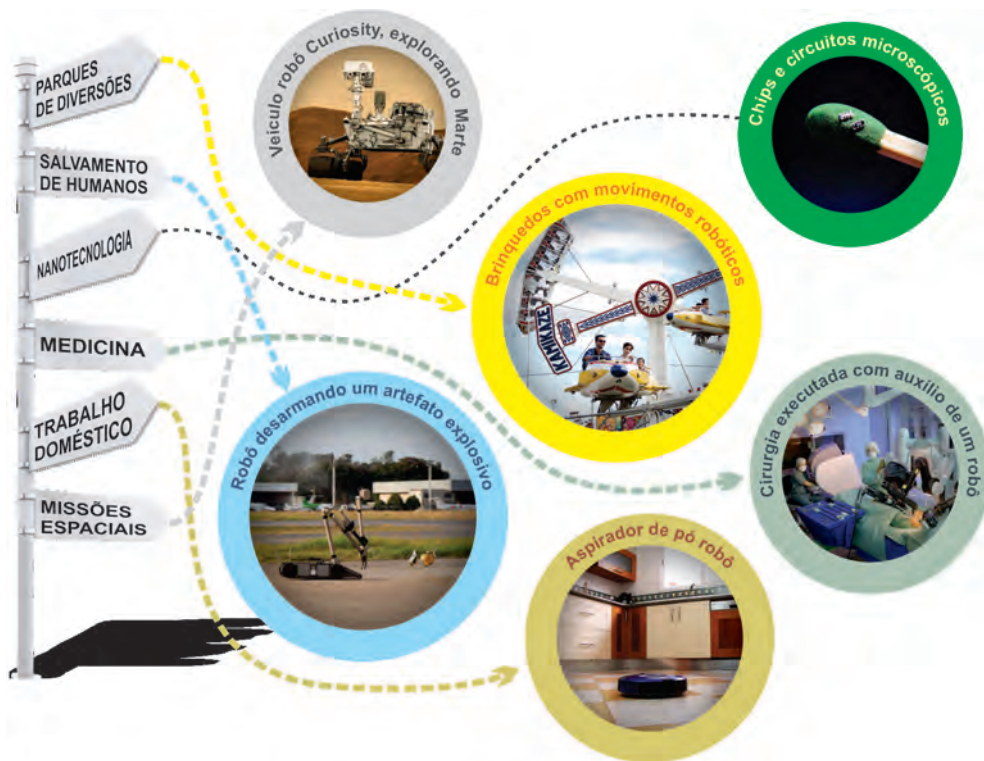 PARQUES
DE DIVERSÕES
SALVAMENTO
DE HUMANOS
NANOTECNOLOGIA
MEDICINA
TRABALHO
DOMÉSTICO
MISSÕES
ESPACIAIS
Veículo robô Curiosity, explorando Marte
Chips e circuitos microscópicos
Brinquedos com movimentos robóticos
KAMIKAZE
Robô desarmando um artefato explosivo
Cirurgia executada com auxílio de um robô
Aspirador de pó robô